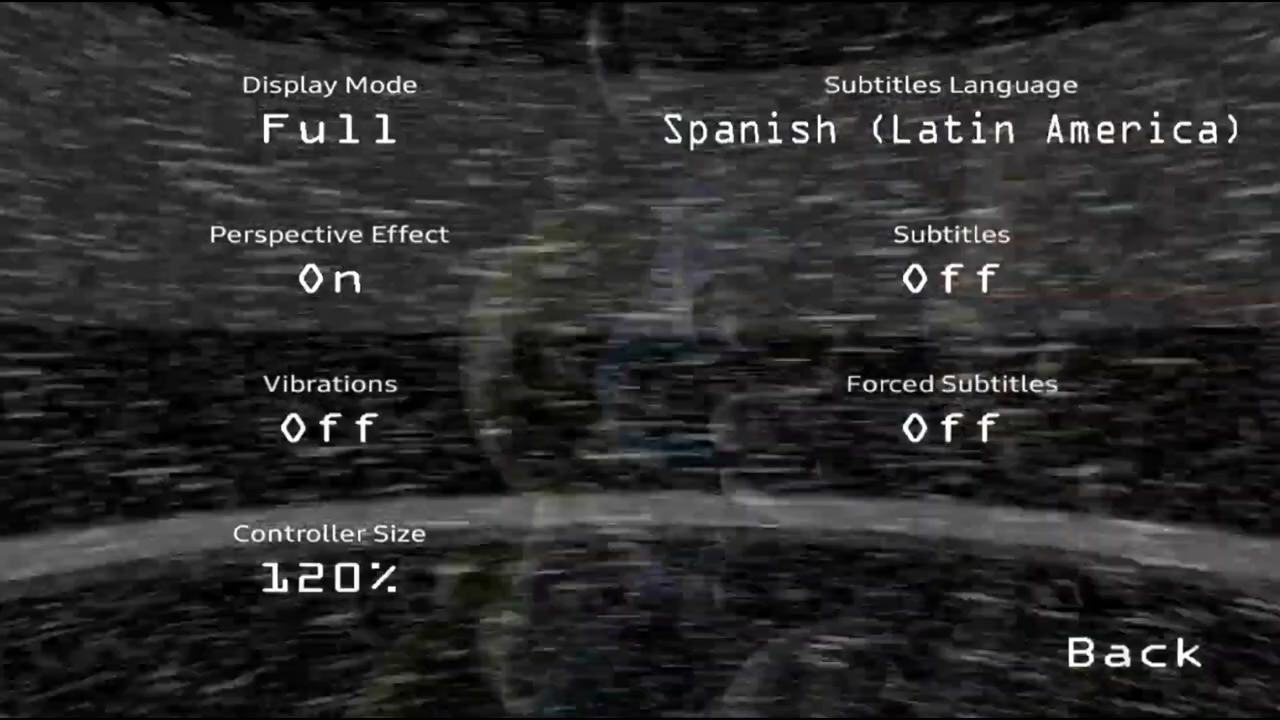 Display Mode
Full
Subtitles Language
Spanish (Latin America)
Perspective Effect
On
Subtitles
Off
Vibrations
Off
Forced Subtitles
Off
Controller Size
120%
Back